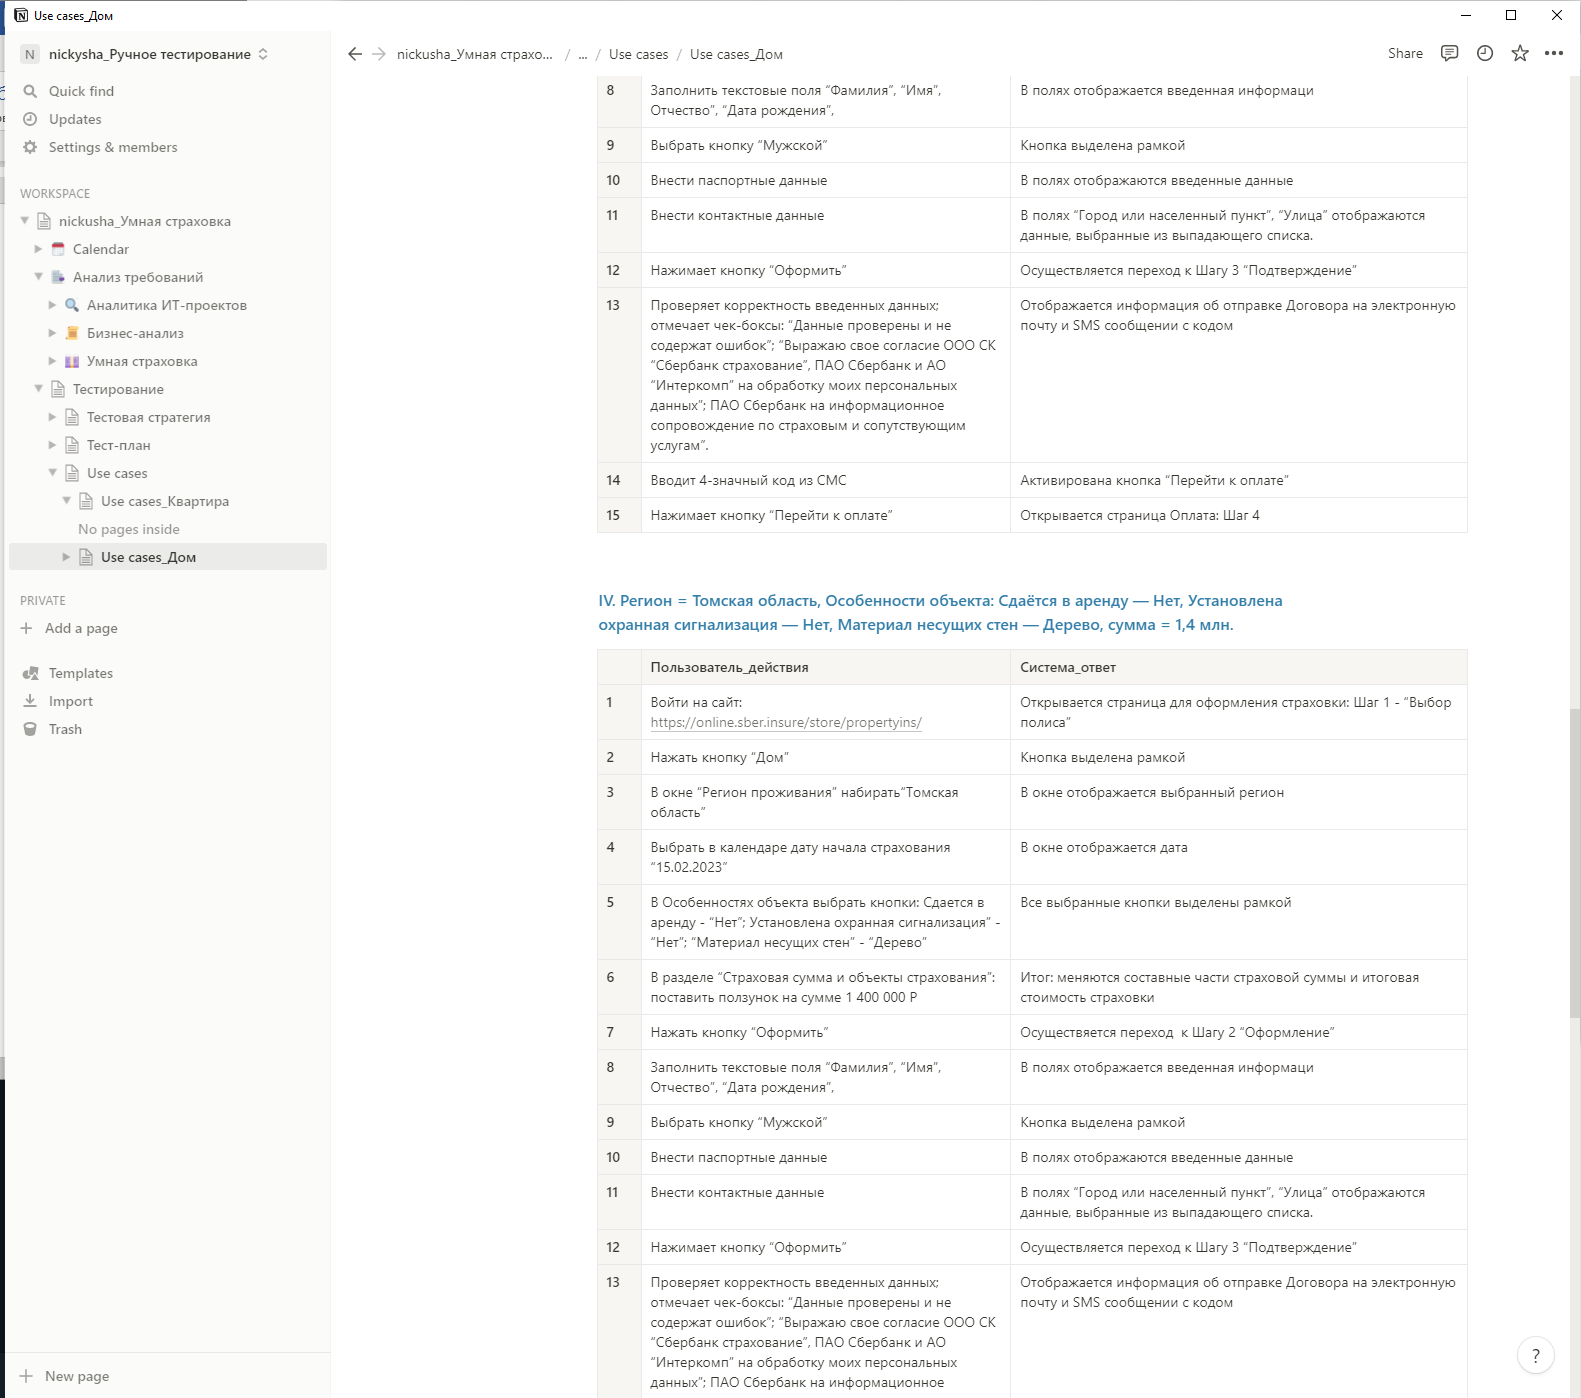 Use cases_Дом
N nickysha_Ручное тестирование
Quick find
Updates
Settings & members
WORKSPACE
nickusha_Умная страховка
Calendar
Анализ требований
Аналитика ИТ-проектов
Бизнес-анализ
Умная страховка
Тестирование
Тестовая стратегия
Тест-план
Use cases
Use cases_Квартира
No pages inside
Use cases_Дом
PRIVATE
Add a page
Templates
Import
Trash
New page
nickusha_Умная страхо... / ... / Use cases / Use cases_Дом
Share
8 Заполнить текстовые поля “Фамилия”, “Имя”, В полях отображается введенная информаци
Отчество”, “Дата рождения”,
9 Выбрать кнопку “Мужской” Кнопка выделена рамкой
10 Внести паспортные данные В полях отображаются введенные данные
11 Внести контактные данные В полях “Город или населенный пункт”, “Улица” отображаются
данные, выбранные из выпадающего списка.
12 Нажимает кнопку “Оформить” Осуществляется переход к Шагу 3 “Подтверждение”
13 Проверяет корректность введенных данных; Отображается информация об отправке Договора на электронную
отмечает чек-боксы: “Данные проверены и не почту и SMS сообщении с кодом
содержат ошибок”; “Выражаю свое согласие ООО СК
“Сбербанк страхование”, ПАО Сбербанк и АО
“Интеркомп” на обработку моих персональных
данных”; ПАО Сбербанк на информационное
сопровождение по страховым и сопутствующим
услугам”.
14 Вводит 4-значный код из СМС Активирована кнопка “Перейти к оплате”
15 Нажимает кнопку “Перейти к оплате” Открывается страница Оплата: Шаг 4
IV. Регион = Томская область, Особенности объекта: Сдаётся в аренду — Нет, Установлена
охранная сигнализация — Нет, Материал несущих стен — Дерево, сумма = 1,4 млн.
Пользователь_действия Система_ответ
1 Войти на сайт: Открывается страница для оформления страховки: Шаг 1 - “Выбор
https://online.sber.insure/store/propertyins/ полиса”
2 Нажать кнопку “Дом” Кнопка выделена рамкой
3 В окне “Регион проживания” набирать“Томская В окне отображается выбранный регион
область”
4 Выбрать в календаре дату начала страхования В окне отображается дата
“15.02.2023”
5 В Особенностях объекта выбрать кнопки: Сдается в Все выбранные кнопки выделены рамкой
аренду - “Нет”; Установлена охранная сигнализация” -
“Нет”; “Материал несущих стен” - “Дерево”
6 В разделе “Страховая сумма и объекты страхования”: Итог: меняются составные части страховой суммы и итоговая
поставить ползунок на сумме 1 400 000 Р стоимость страховки
7 Нажать кнопку “Оформить” Осуществяется переход к Шагу 2 “Оформление”
8 Заполнить текстовые поля “Фамилия”, “Имя”, В полях отображается введенная информаци
Отчество”, “Дата рождения”,
9 Выбрать кнопку “Мужской” Кнопка выделена рамкой
10 Внести паспортные данные В полях отображаются введенные данные
11 Внести контактные данные В полях “Город или населенный пункт”, “Улица” отображаются
данные, выбранные из выпадающего списка.
12 Нажимает кнопку “Оформить” Осуществляется переход к Шагу 3 “Подтверждение”
13 Проверяет корректность введенных данных; Отображается информация об отправке Договора на электронную
отмечает чек-боксы: “Данные проверены и не почту и SMS сообщении с кодом
содержат ошибок”; “Выражаю свое согласие ООО СК
“Сбербанк страхование”, ПАО Сбербанк и АО
“Интеркомп” на обработку моих персональных
данных”; ПАО Сбербанк на информационное
?